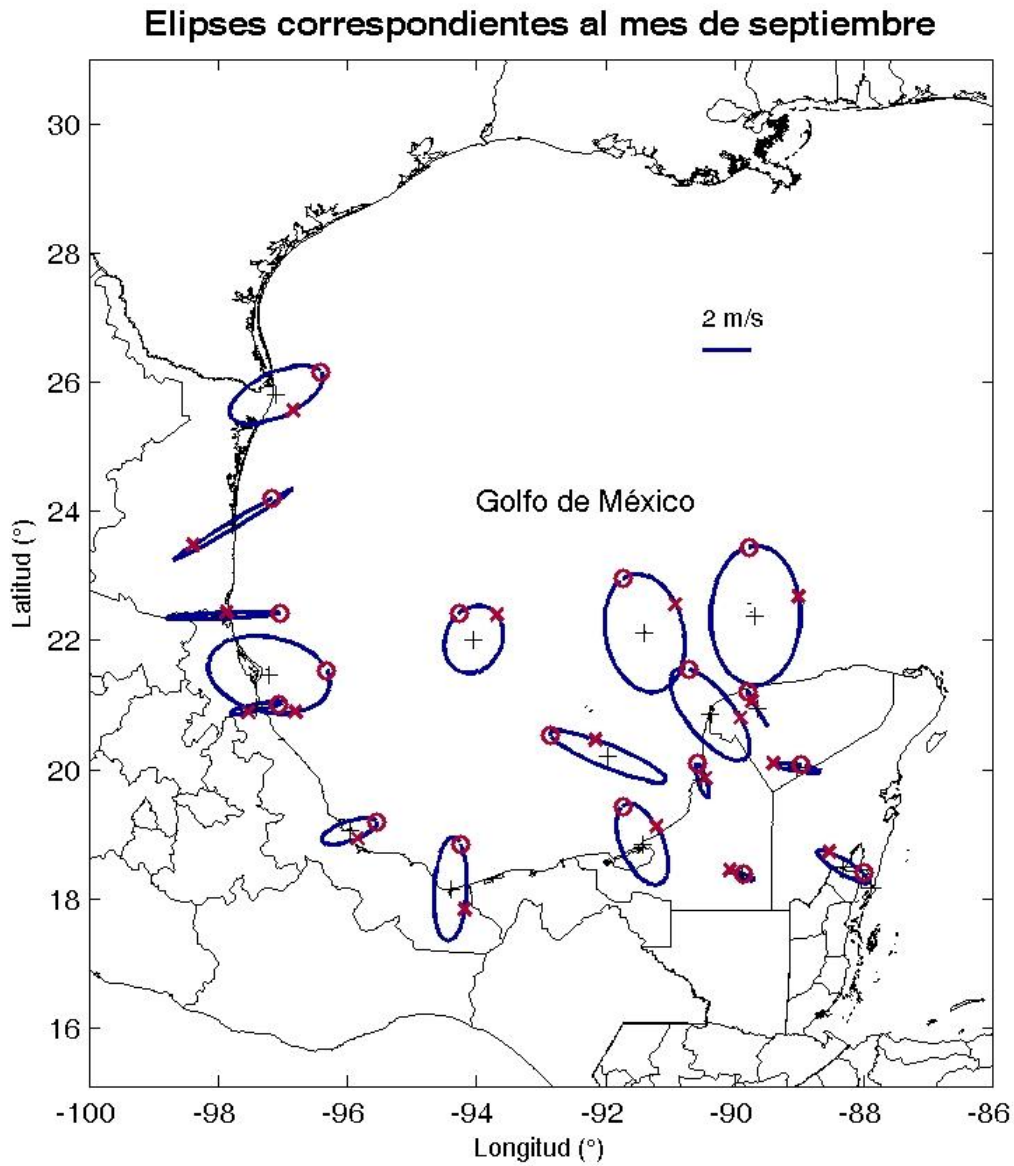 Elipses correspondientes al mes de septiembre
30
28
2 m/s
26
Golfo de México
24
22
20
18
16
Latitud (°)
-100 -98 -96 -94 -92 -90 -88 -86
Longitud (°)